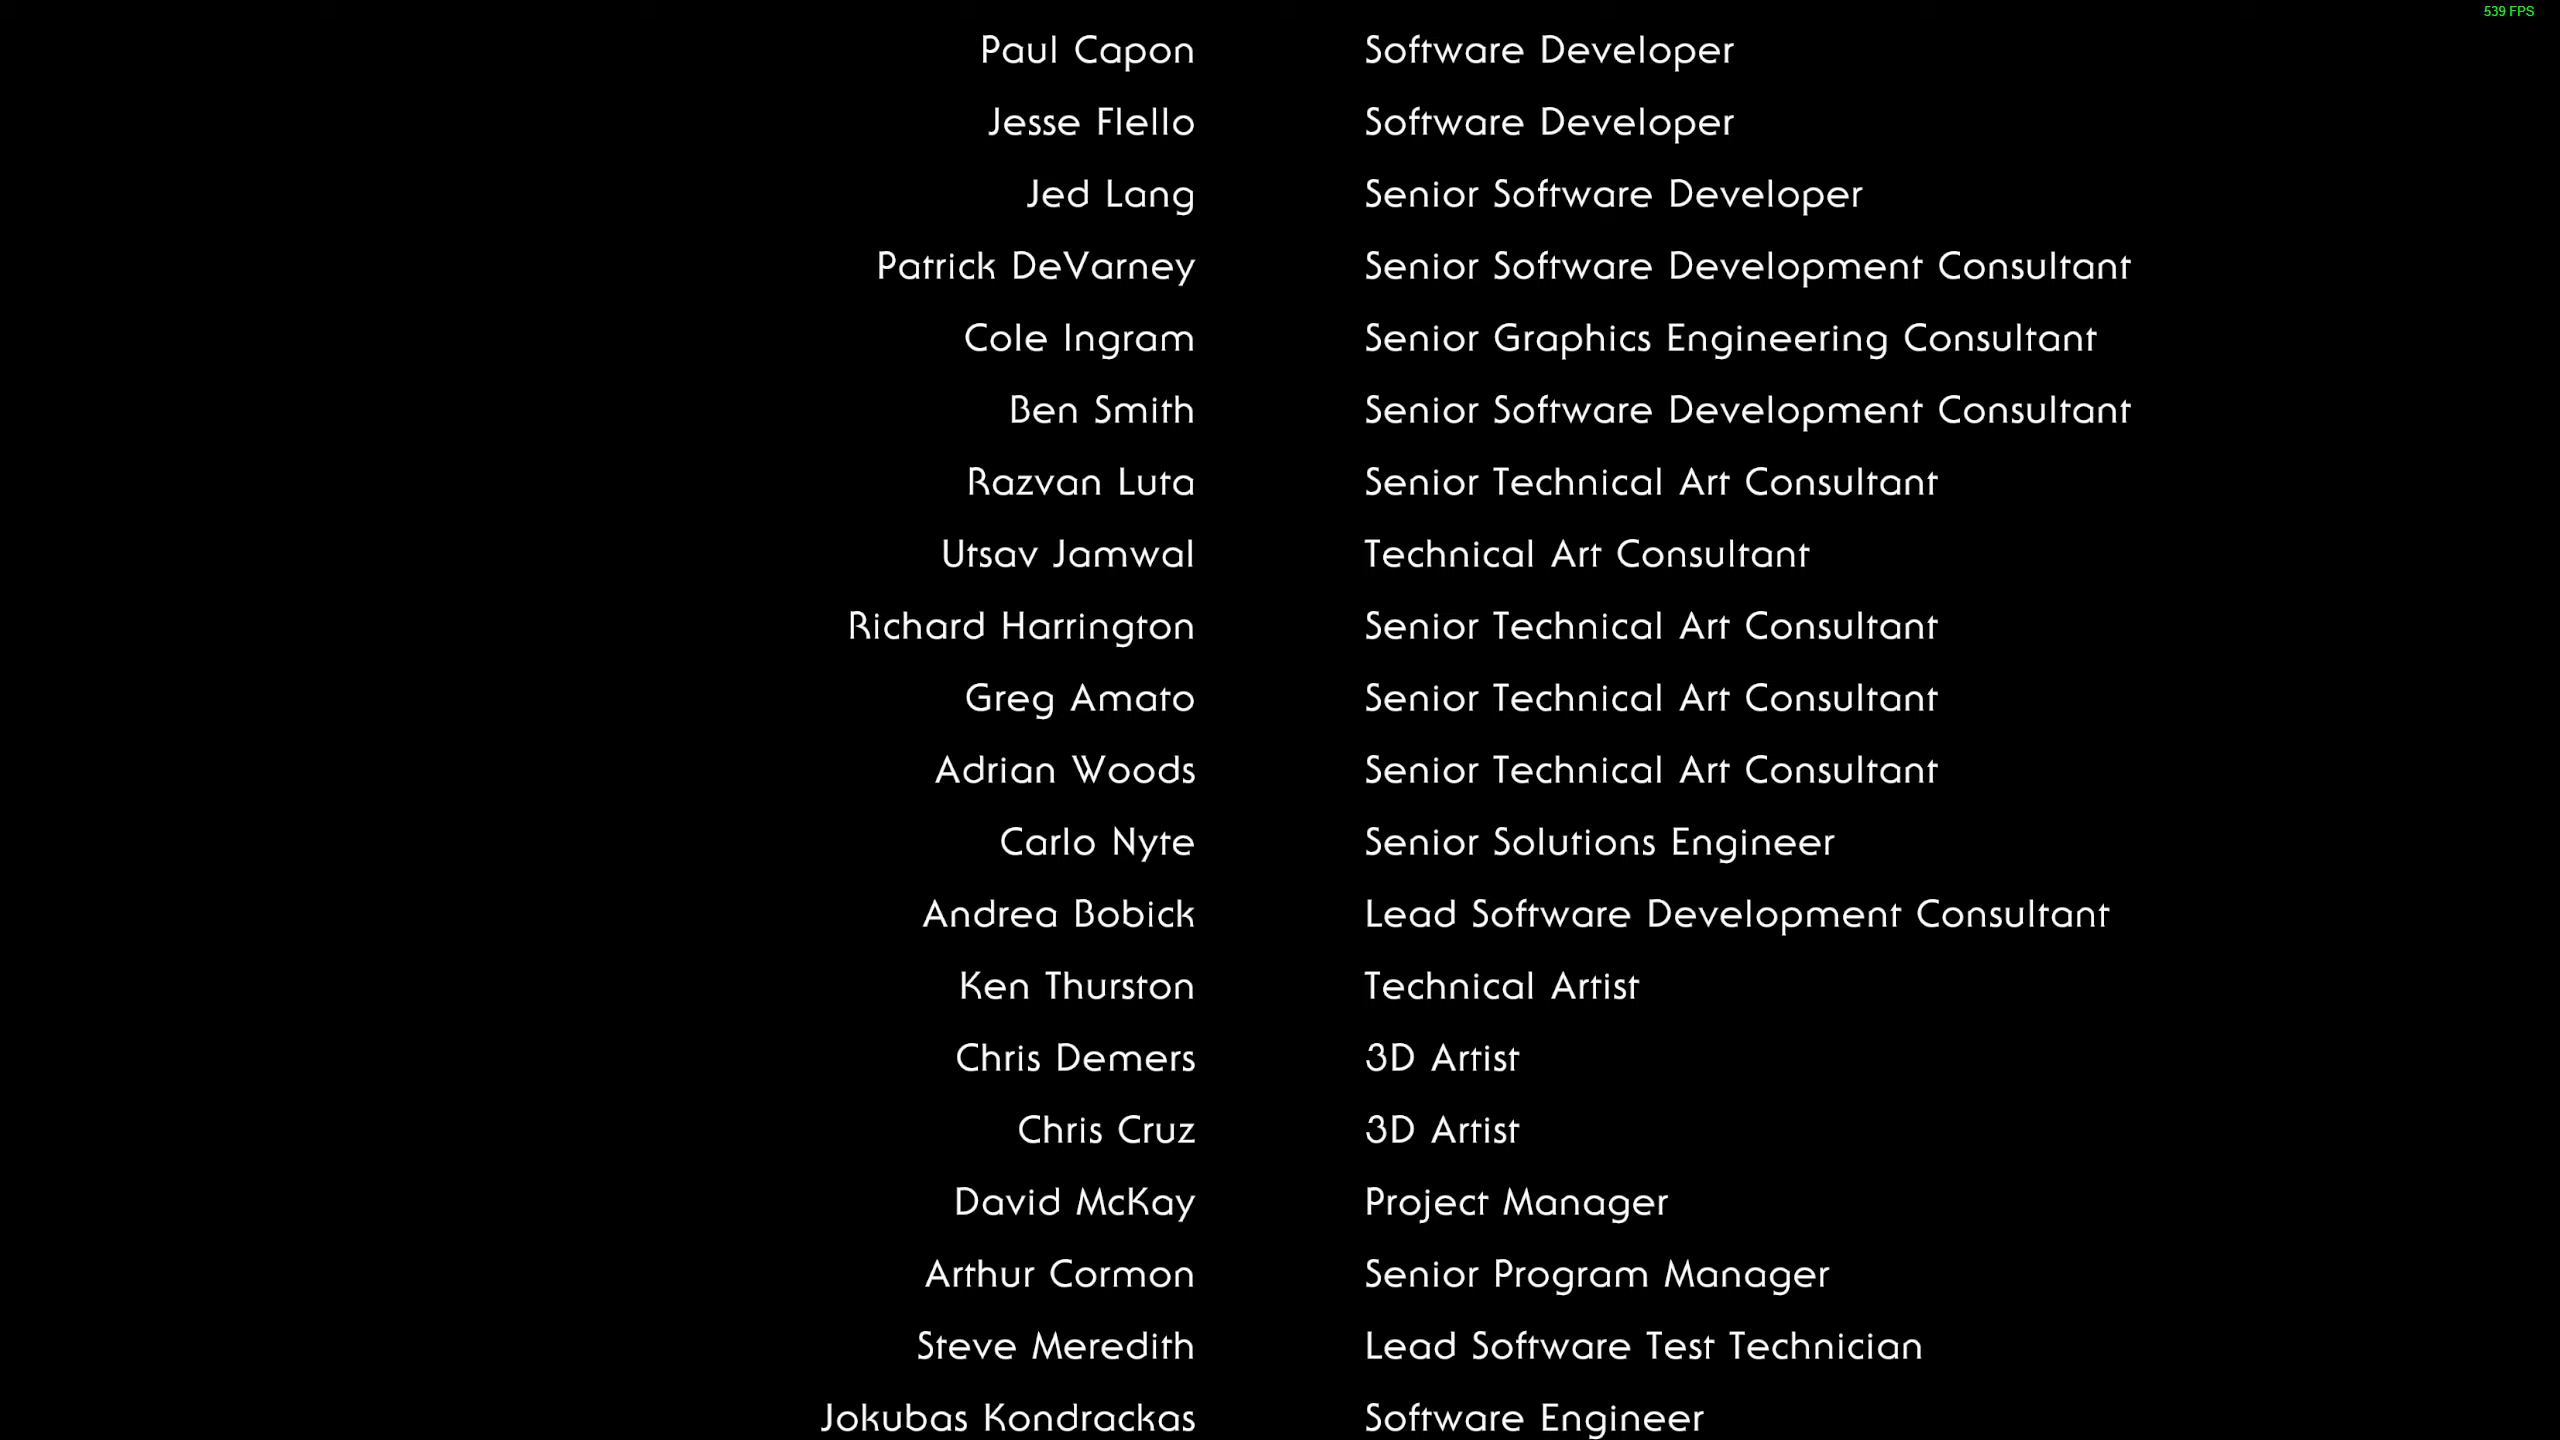 539 FPS
Paul Capon Software Developer
Jesse Flello Software Developer
Jed Lang Senior Software Developer
Patrick DeVarney Senior Software Development Consultant
Cole Ingram Senior Graphics Engineering Consultant
Ben Smith Senior Software Development Consultant
Razvan Luta Senior Technical Art Consultant
Utsav Jamwal Technical Art Consultant
Richard Harrington Senior Technical Art Consultant
Greg Amato Senior Technical Art Consultant
Adrian Woods Senior Technical Art Consultant
Carlo Nyte Senior Solutions Engineer
Andrea Bobick Lead Software Development Consultant
Ken Thurston Technical Artist
Chris Demers 3D Artist
Chris Cruz 3D Artist
David McKay Project Manager
Arthur Cormon Senior Program Manager
Steve Meredith Lead Software Test Technician
Jokubas Kondrackas Software Engineer